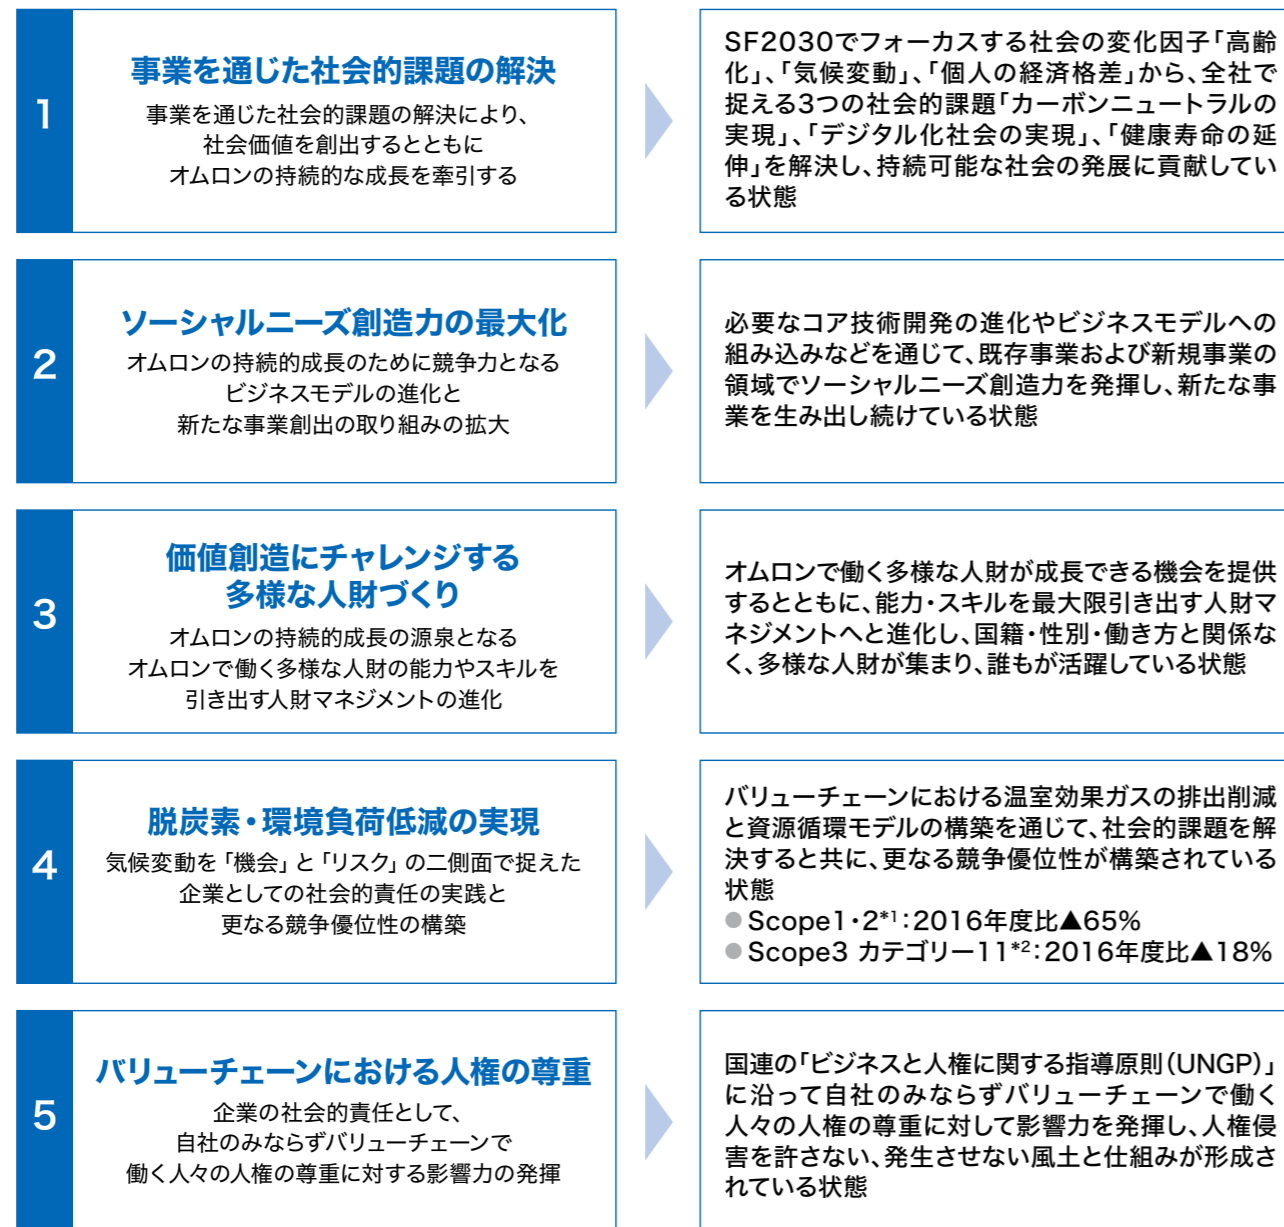 1
事業を通じた社会的課題の解決
事業を通じた社会的課題の解決により、
社会価値を創出するとともに
オムロンの持続的な成長を牽引する
SF2030でフォーカスする社会の変化因子「高齢
化」、「気候変動」、「個人の経済格差」から、全社で
捉える3つの社会的課題「カーボンニュートラルの
実現」、「デジタル化社会の実現」、「健康寿命の延
伸」を解決し、持続可能な社会の発展に貢献してい
る状態
2
ソーシャルニーズ創造力の最大化
オムロンの持続的成長のために競争力となる
ビジネスモデルの進化と
新たな事業創出の取り組みの拡大
必要なコア技術開発の進化やビジネスモデルへの
組み込みなどを通じて、既存事業および新規事業の
領域でソーシャルニーズ創造力を発揮し、新たな事
業を生み出し続けている状態
3
価値創造にチャレンジする
多様な人財づくり
オムロンの持続的成長の源泉となる
オムロンで働く多様な人財の能力やスキルを
引き出す人財マネジメントの進化
オムロンで働く多様な人財が成長できる機会を提供
するとともに、能力・スキルを最大限引き出す人財マ
ネジメントへと進化し、国籍・性別・働き方と関係な
く、多様な人財が集まり、誰もが活躍している状態
4
脱炭素・環境負荷低減の実現
気候変動を「機会」と「リスク」の二側面で捉えた
企業としての社会的責任の実践と
更なる競争優位性の構築
バリューチェーンにおける温室効果ガスの排出削減
と資源循環モデルの構築を通じて、社会的課題を解
決すると共に、更なる競争優位性が構築されている
状態
● Scope1・2*1：2016年度比▲65%
● Scope3 カテゴリー11*2：2016年度比▲18%
5
バリューチェーンにおける人権の尊重
企業の社会的責任として、
自社のみならずバリューチェーンで
働く人々の人権の尊重に対する影響力の発揮
国連の「ビジネスと人権に関する指導原則（UNGP）」
に沿って自社のみならずバリューチェーンで働く
人々の人権の尊重に対して影響力を発揮し、人権侵
害を許さない、発生させない風土と仕組みが形成さ
れている状態